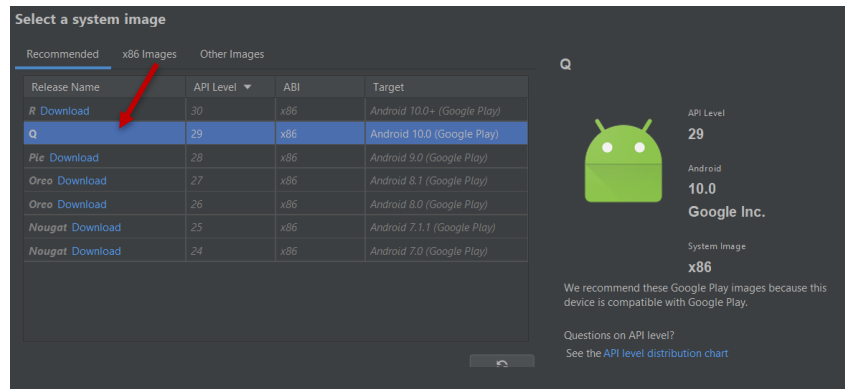 Select a system image
Recommended x86 Images Other Images
Release Name API Level ABI Target
R Download 30 x86 Android 10.0+ (Google Play)
Q 29 x86 Android 10.0 (Google Play)
Pie Download 28 x86 Android 9.0 (Google Play)
Oreo Download 27 x86 Android 8.1 (Google Play)
Oreo Download 26 x86 Android 8.0 (Google Play)
Nougat Download 25 x86 Android 7.1.1 (Google Play)
Nougat Download 24 x86 Android 7.0 (Google Play)
Q
API Level
29
Android
10.0
Google Inc.
System Image
x86
We recommend these Google Play images because this
device is compatible with Google Play.
Questions on API level?
See the API level distribution chart